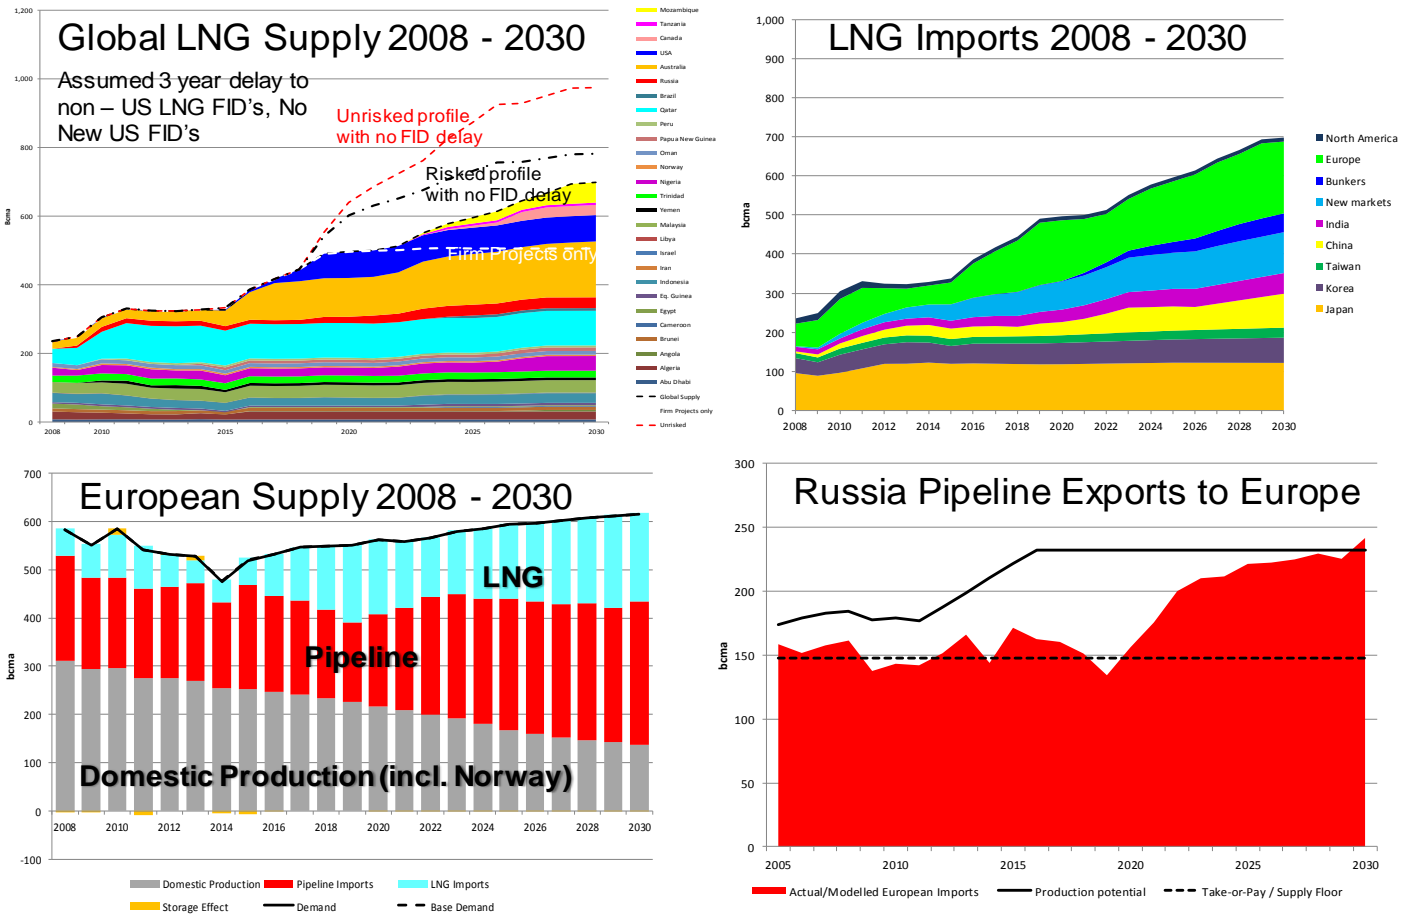 Global LNG Supply 2008 - 2030
Assumed 3 year delay to
non – US LNG FID's, No
New US FID's
Unrisked profile
with no FID delay
Risked profile
with no FID delay
Firm Projects only
Bcma
1,200
1,000
800
600
400
200
0
2008
2010
2015
2020
2025
2030
Mozambique
Tanzania
Canada
USA
Australia
Russia
Brazil
Qatar
Peru
Papua New Guinea
Oman
Norway
Nigeria
Trinidad
Yemen
Malaysia
Libya
Israel
Iran
Indonesia
Eq. Guinea
Egypt
Cameroon
Brunei
Angola
Algeria
Abu Dhabi
Global Supply
Firm Projects only
Unrisked
LNG Imports 2008 - 2030
bcma
1,000
900
800
700
600
500
400
300
200
100
0
2008 2010 2012 2014 2016 2018 2020 2022 2024 2026 2028 2030
North America
Europe
Bunkers
New markets
India
China
Taiwan
Korea
Japan
European Supply 2008 - 2030
LNG
Pipeline
Domestic Production (incl. Norway)
bcma
700
600
500
400
300
200
100
0
-100
2008 2010 2012 2014 2016 2018 2020 2022 2024 2026 2028 2030
Domestic Production Pipeline Imports LNG Imports
Storage Effect Demand Base Demand
Russia Pipeline Exports to Europe
bcma
300
250
200
150
100
50
0
2005 2010 2015 2020 2025 2030
Actual/Modelled European Imports Production potential Take-or-Pay / Supply Floor